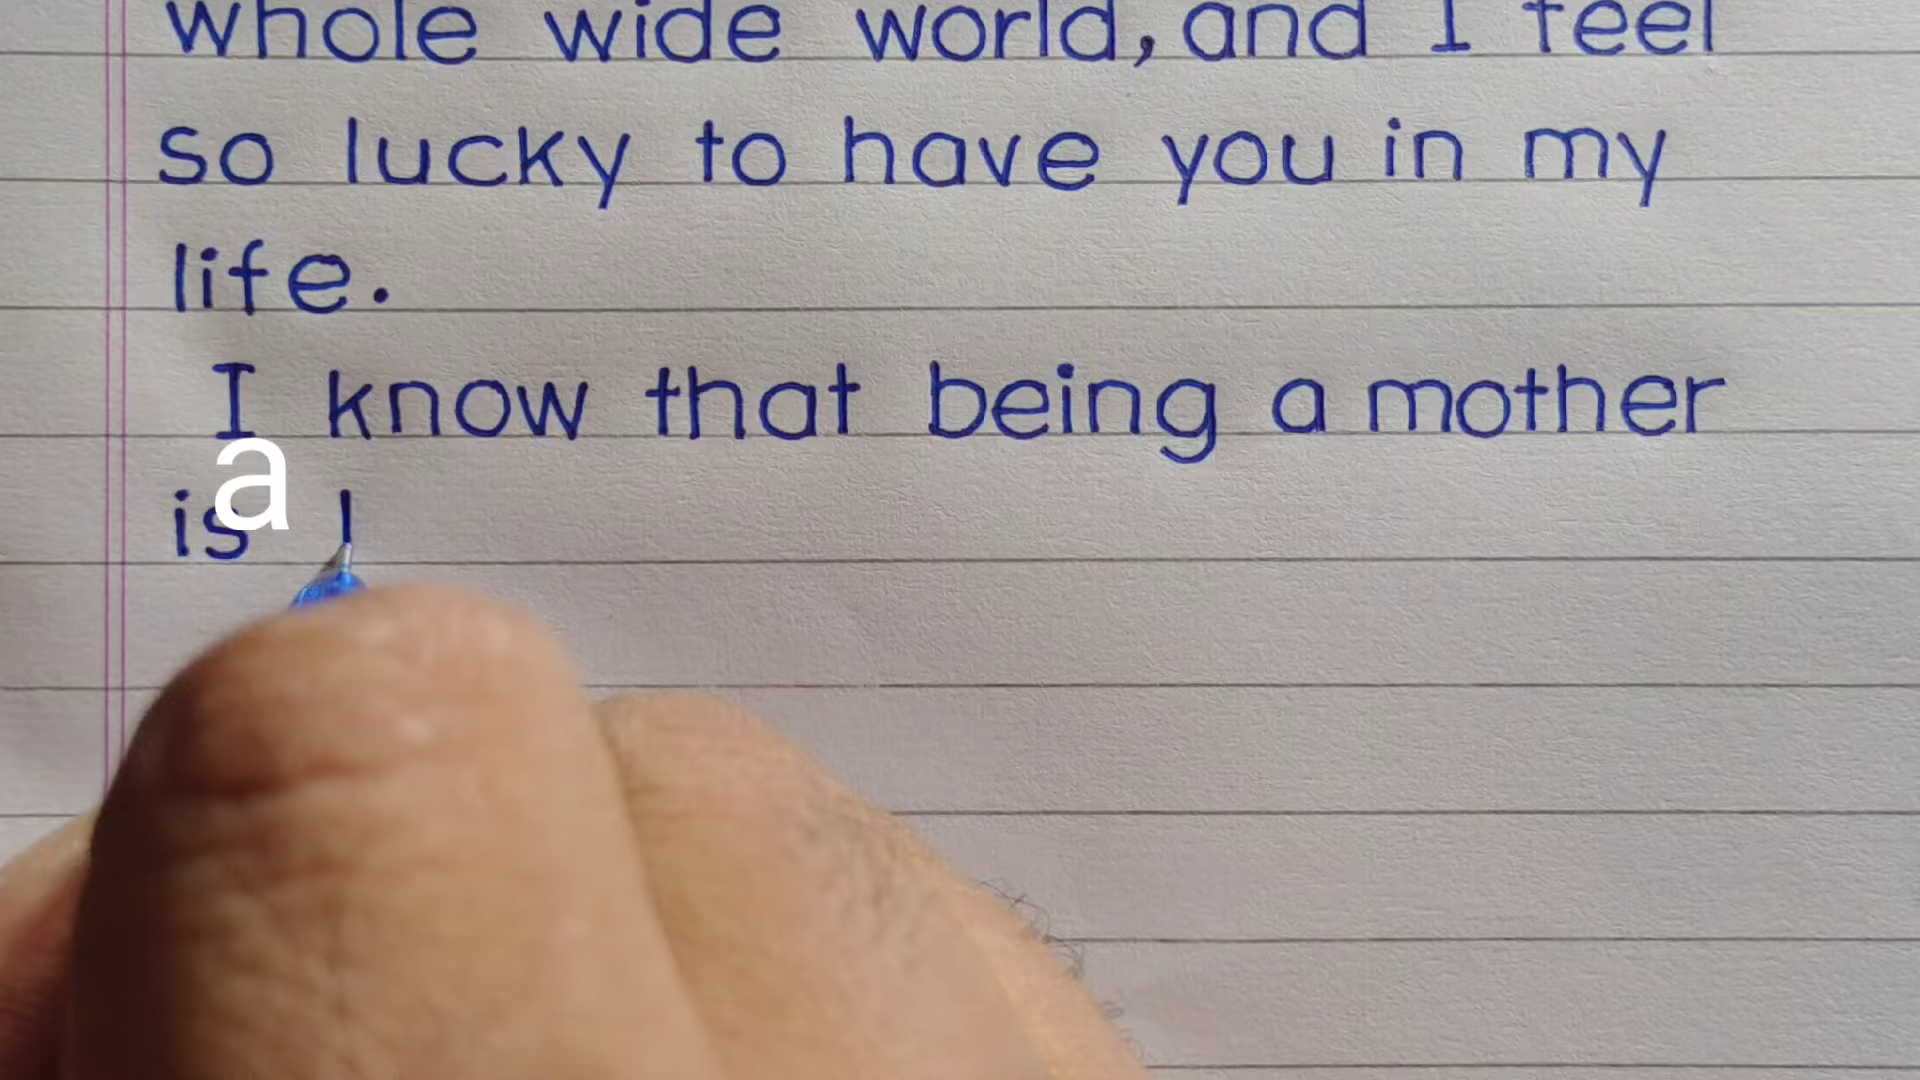 whole wide world, and I feel
so lucky to have you in my
life.
I know that being a mother
a
is l